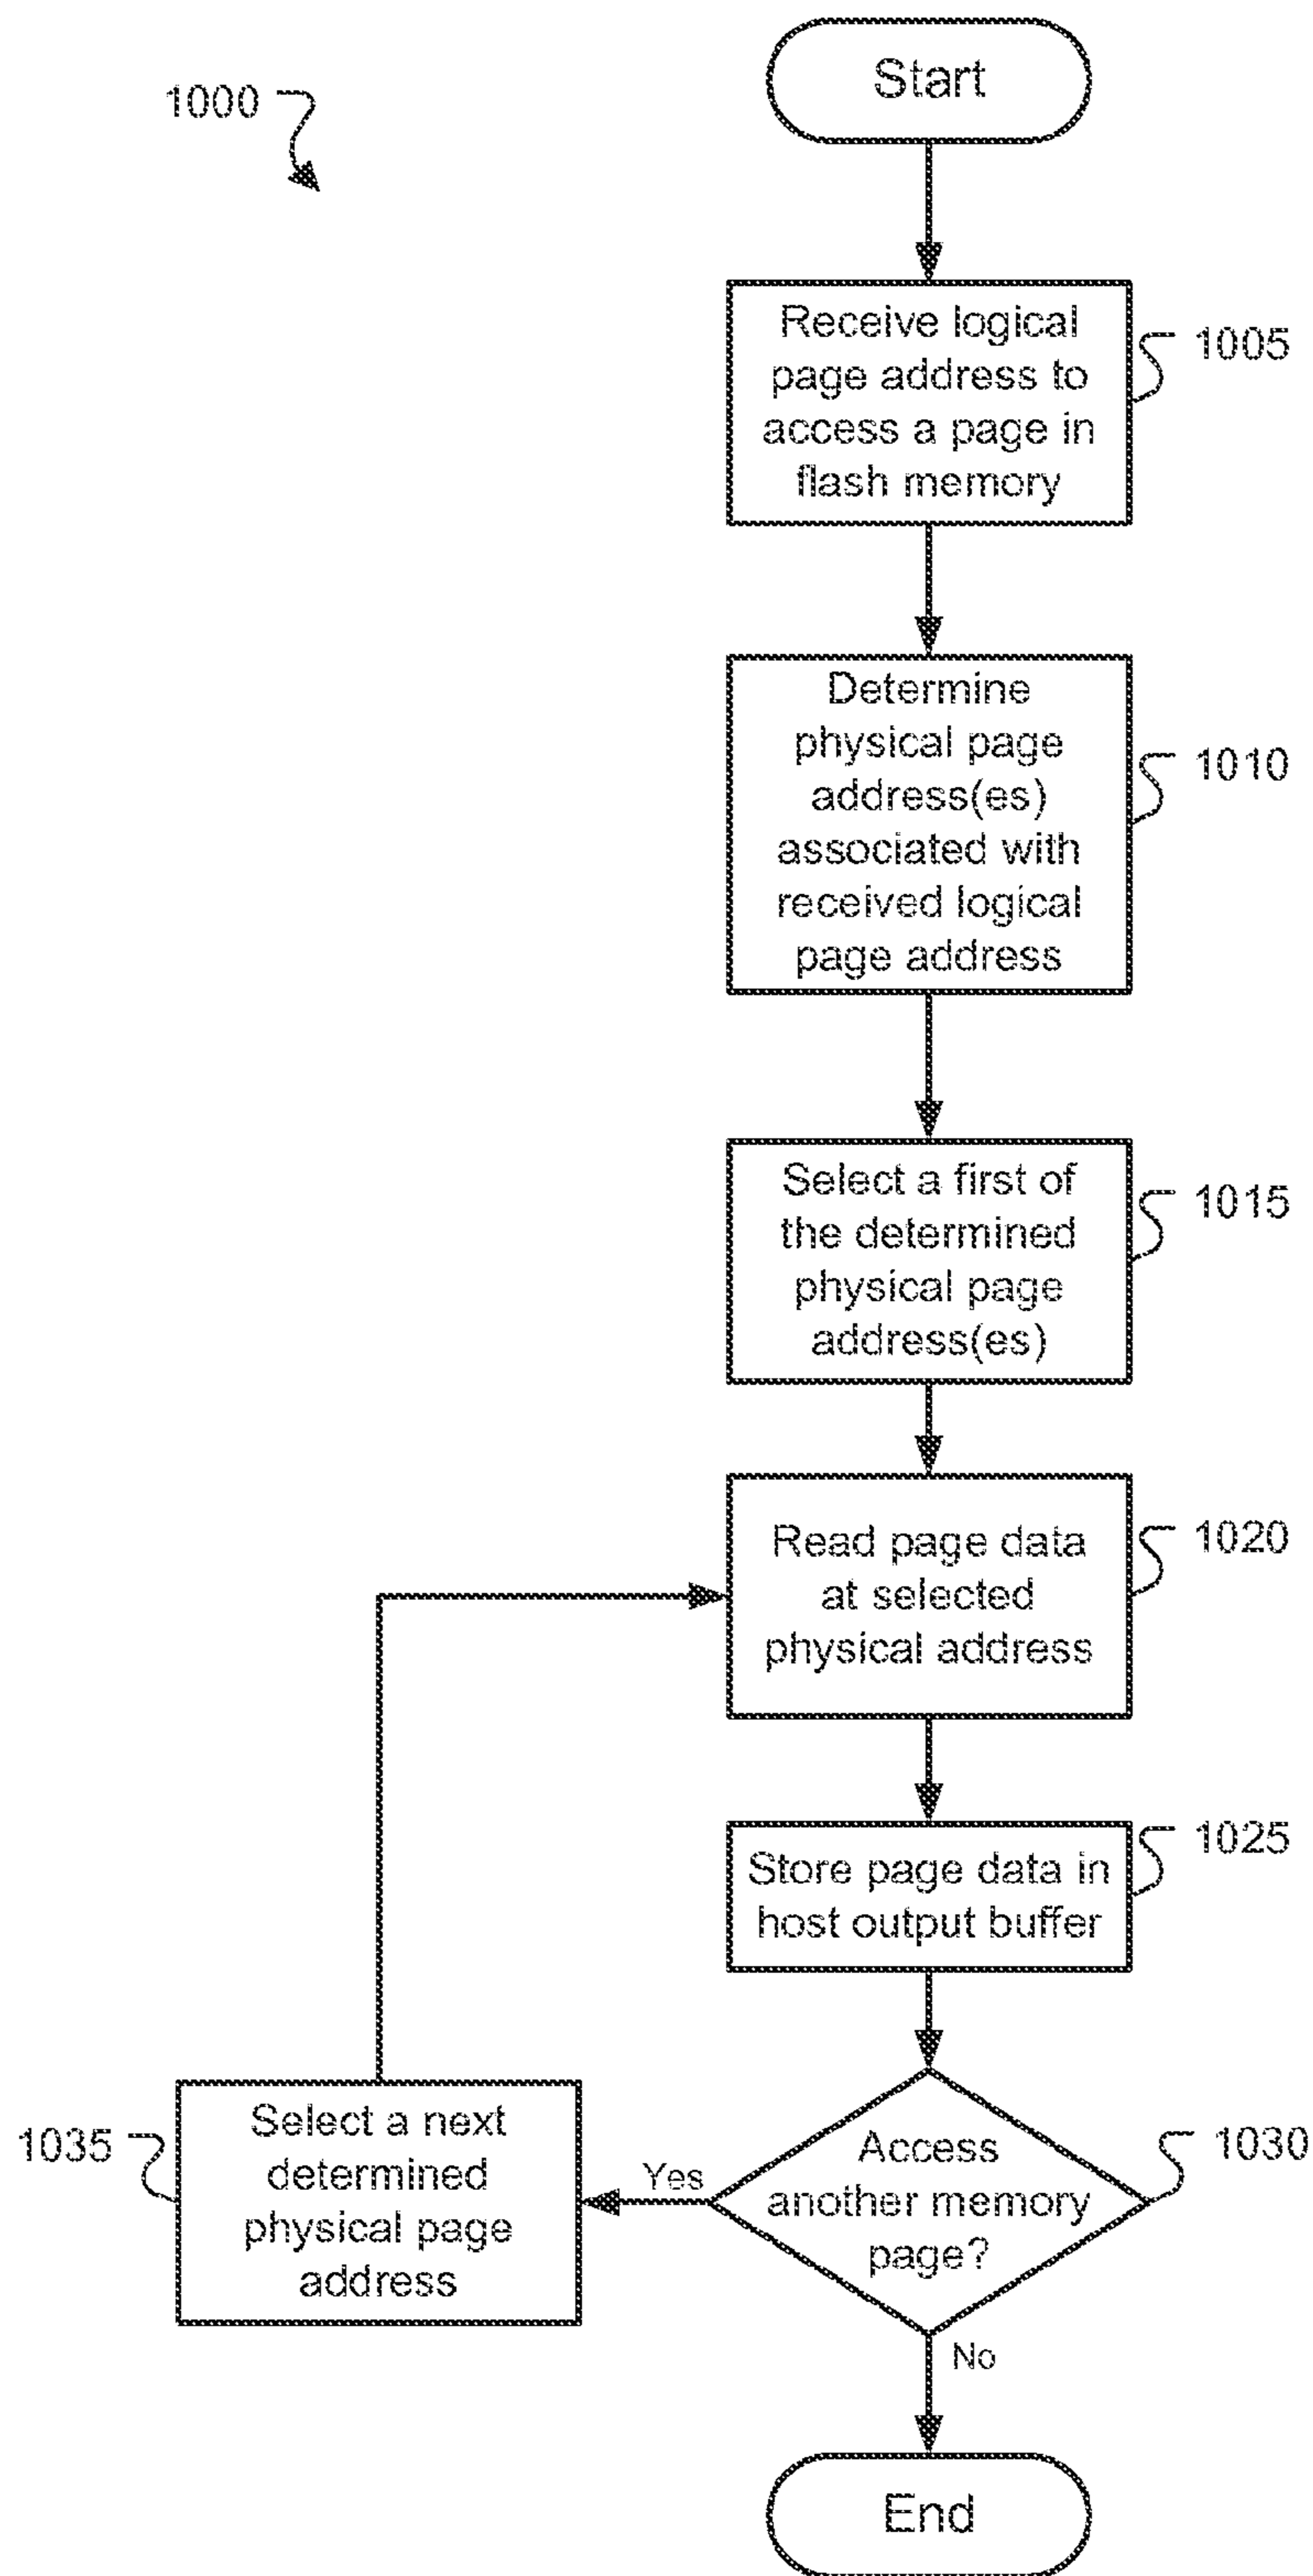 1000
Start
Receive logical
page address to
access a page in
flash memory
1005
Determine
physical page
address(es)
associated with
received logical
page address
1010
Select a first of
the determined
physical page
address(es)
1015
Read page data
at selected
physical address
1020
Store page data in
host output buffer
1025
Access
another memory
page?
1030
Yes
Select a next
determined
physical page
address
1035
No
End